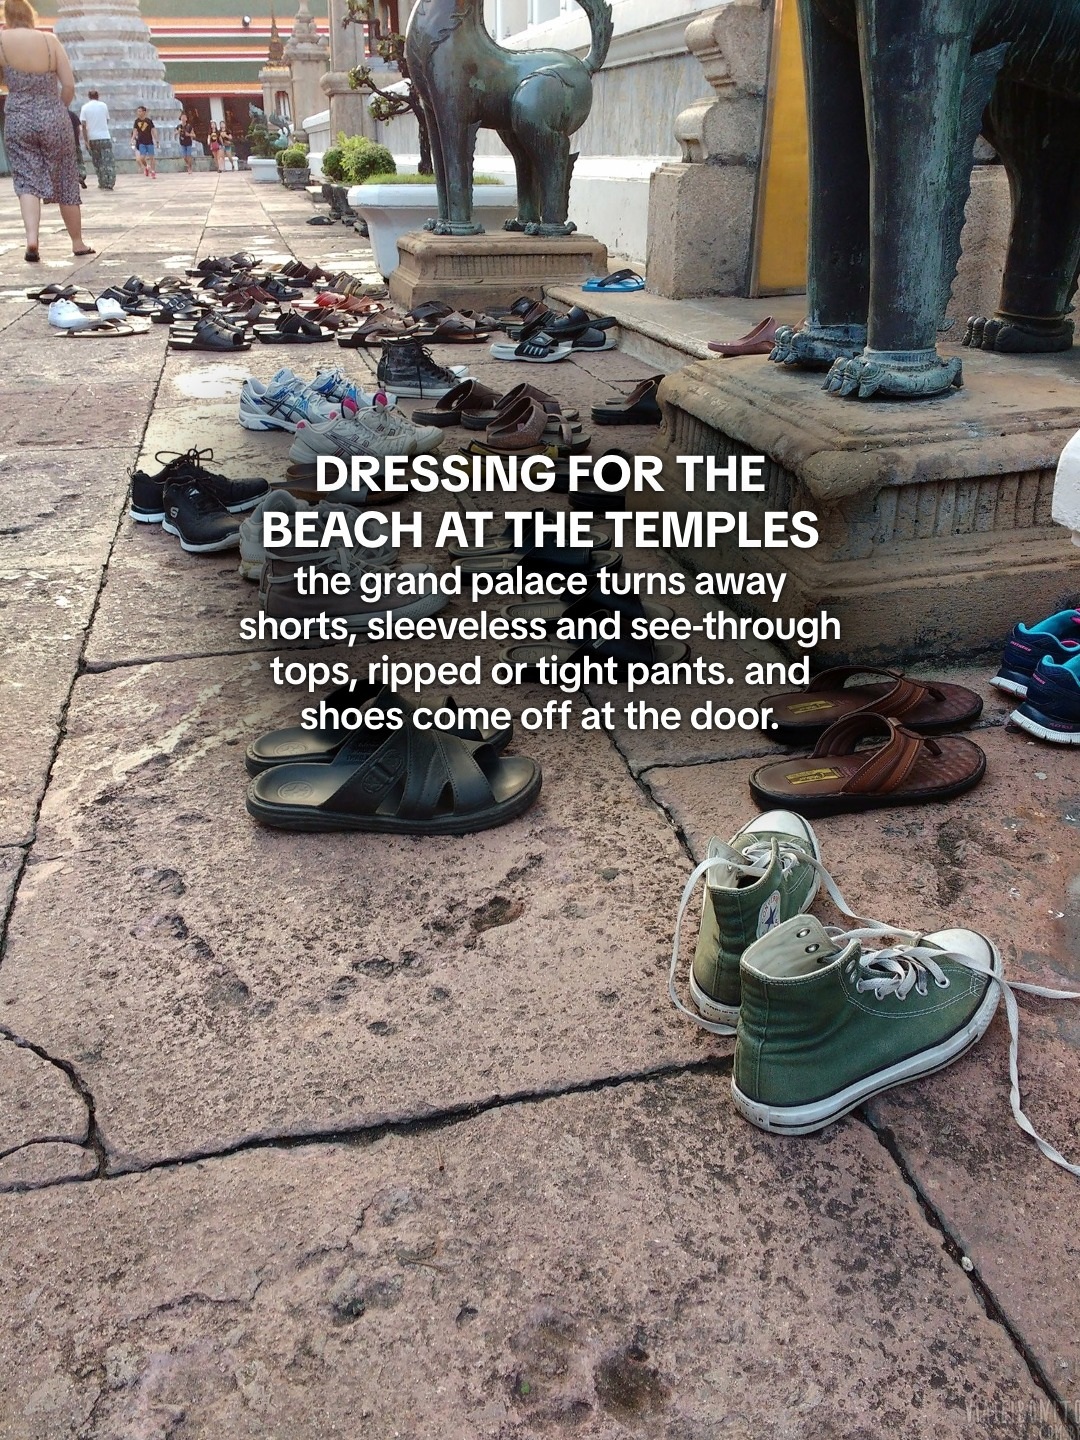 DRESSING FOR THE
BEACH AT THE TEMPLES
the grand palace turns away
shorts, sleeveless and see-through
tops, ripped or tight pants. and
shoes come off at the door.